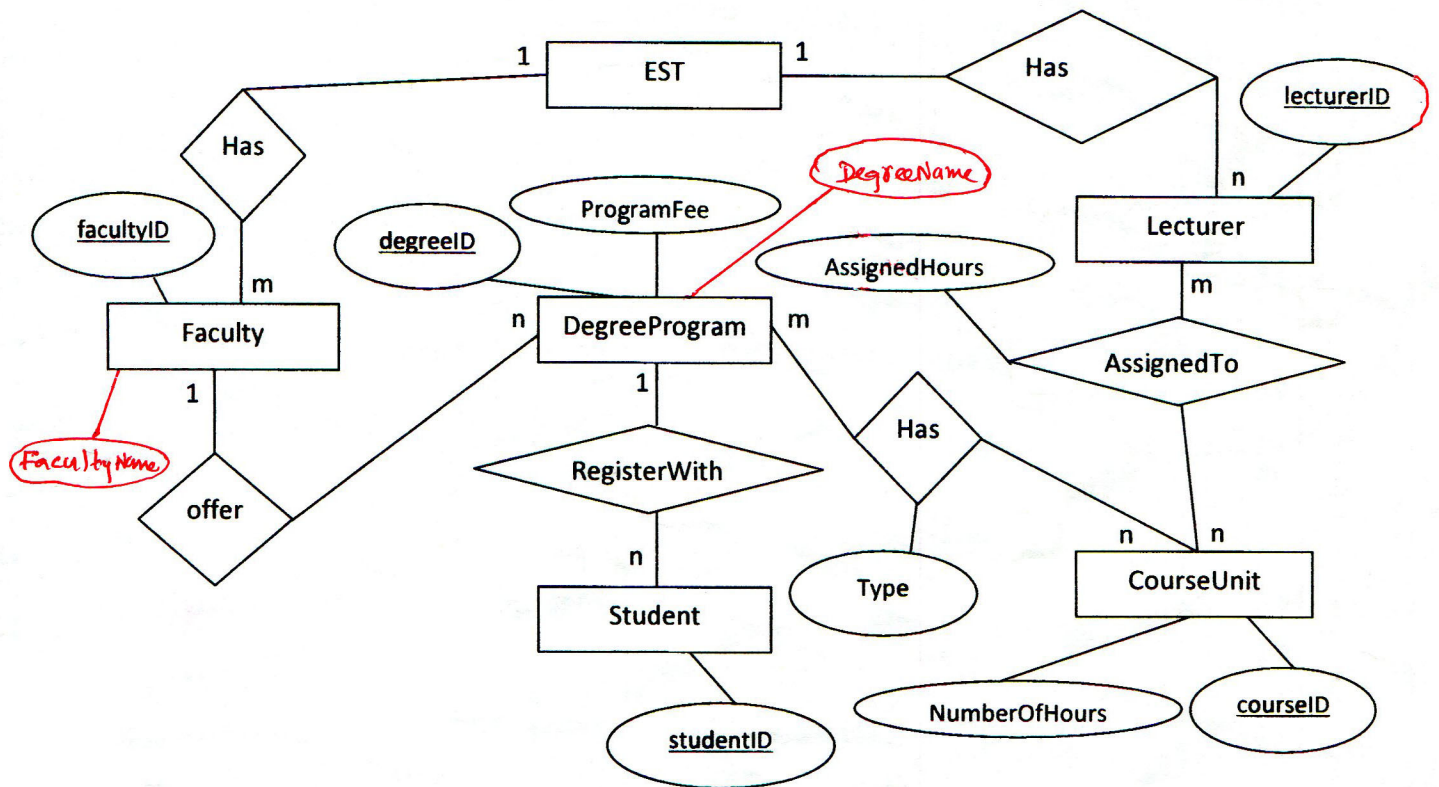 1
EST
1
Has
lecturerID
Has
DegreeName
n
facultyID
degreeID
ProgramFee
Lecturer
AssignedHours
m
m
Faculty
n
DegreeProgram
m
AssignedTo
1
1
FacultyName
Has
offer
RegisterWith
n
n
n
Type
CourseUnit
Student
NumberOfHours
courseID
studentID